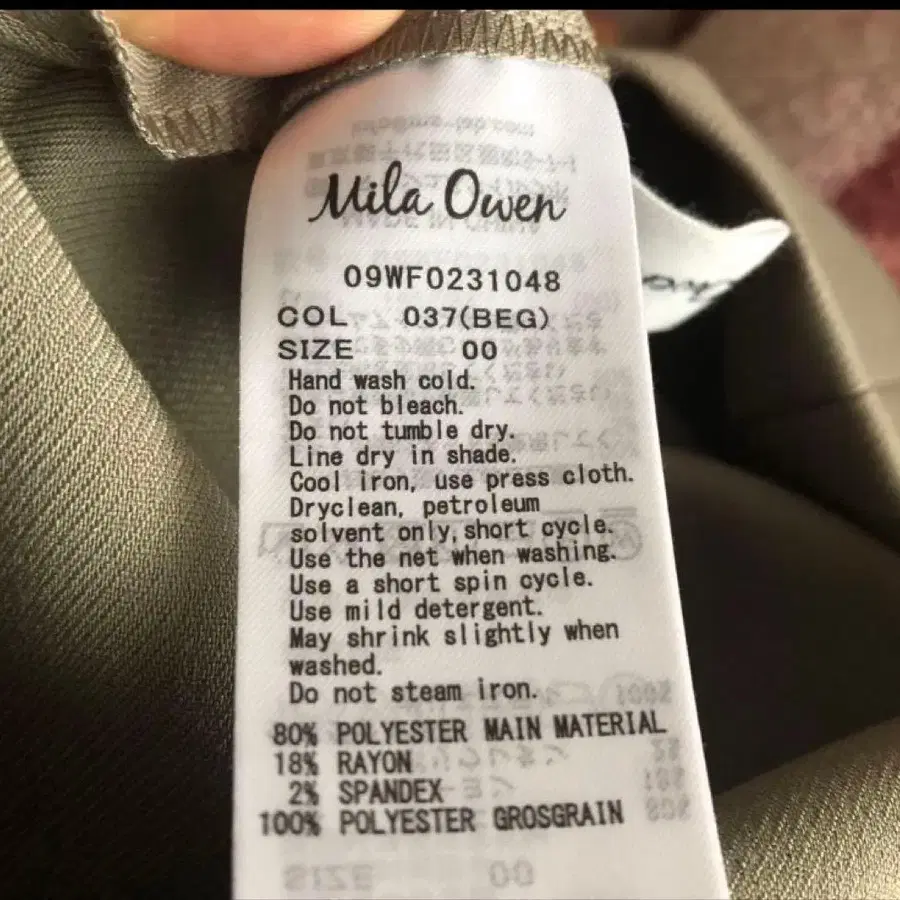 Mila Owen
09WF0231048
COL 037(BEG)
SIZE 00
Hand wash cold.
Do not bleach.
Do not tumble dry.
Line dry in shade.
Cool iron, use press cloth.
Dryclean, petroleum
solvent only,short cycle.
Use the net when washing.
Use a short spin cycle.
Use mild detergent.
May shrink slightly when
washed.
Do not steam iron.
80% POLYESTER MAIN MATERIAL
18% RAYON
2% SPANDEX
100% POLYESTER GROSGRAIN